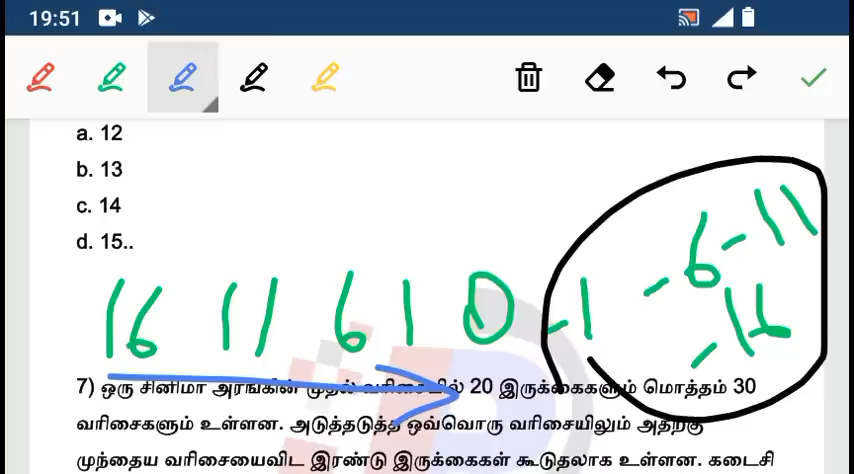 19:51
a. 12
b. 13
c. 14
d. 15..
-6 -11
16 11 6 1 0 -1 -16
7) ஒரு சினிமா அரங்கின் முதல் வரிசையில் 20 இருக்கைகளும் மொத்தம் 30
வரிசைகளும் உள்ளன. அடுத்தடுத்த ஒவ்வொரு வரிசையிலும் அதற்கு
முந்தைய வரிசையைவிட இரண்டு இருக்கைகள் கூடுதலாக உள்ளன. கடைசி